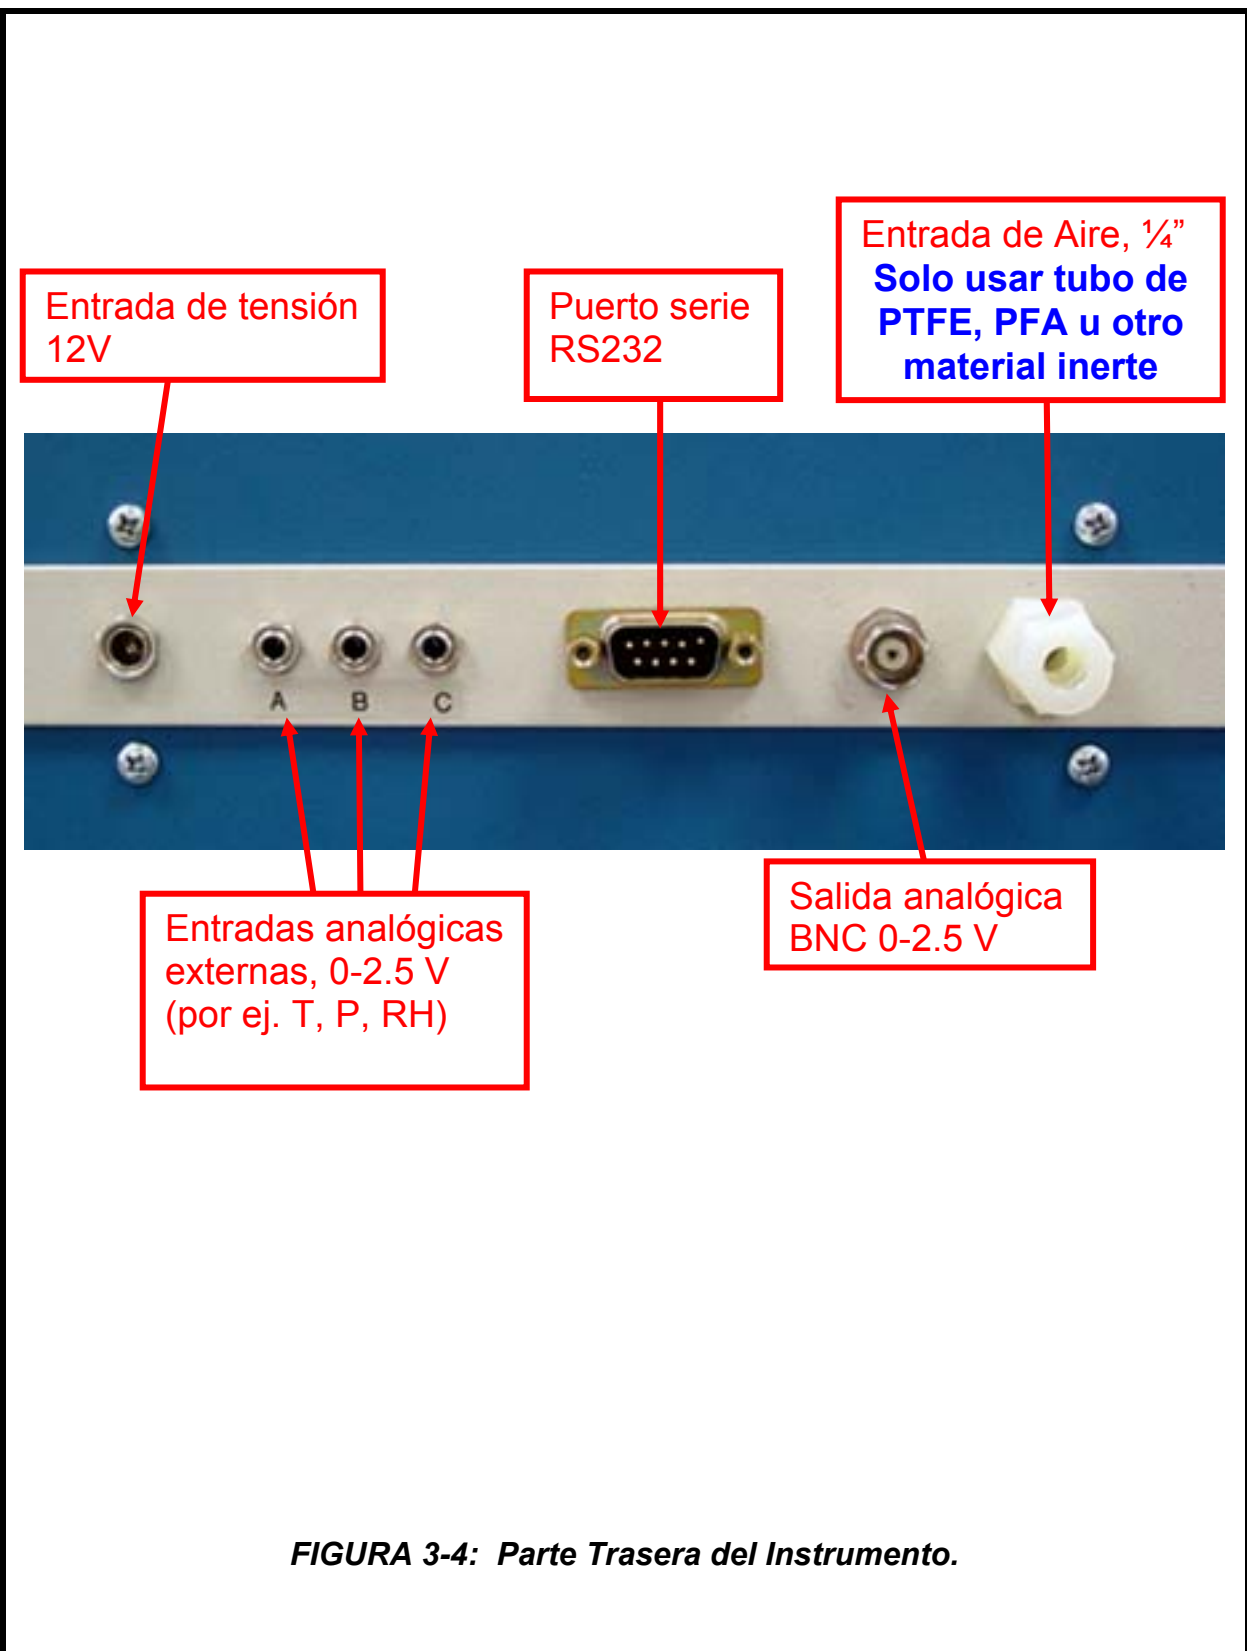 Entrada de Aire, ¼”
Solo usar tubo de
PTFE, PFA u otro
material inerte
Entrada de tensión
12V
Puerto serie
RS232
A B C
Entradas analógicas
externas, 0-2.5 V
(por ej. T, P, RH)
Salida analógica
BNC 0-2.5 V
FIGURA 3-4: Parte Trasera del Instrumento.